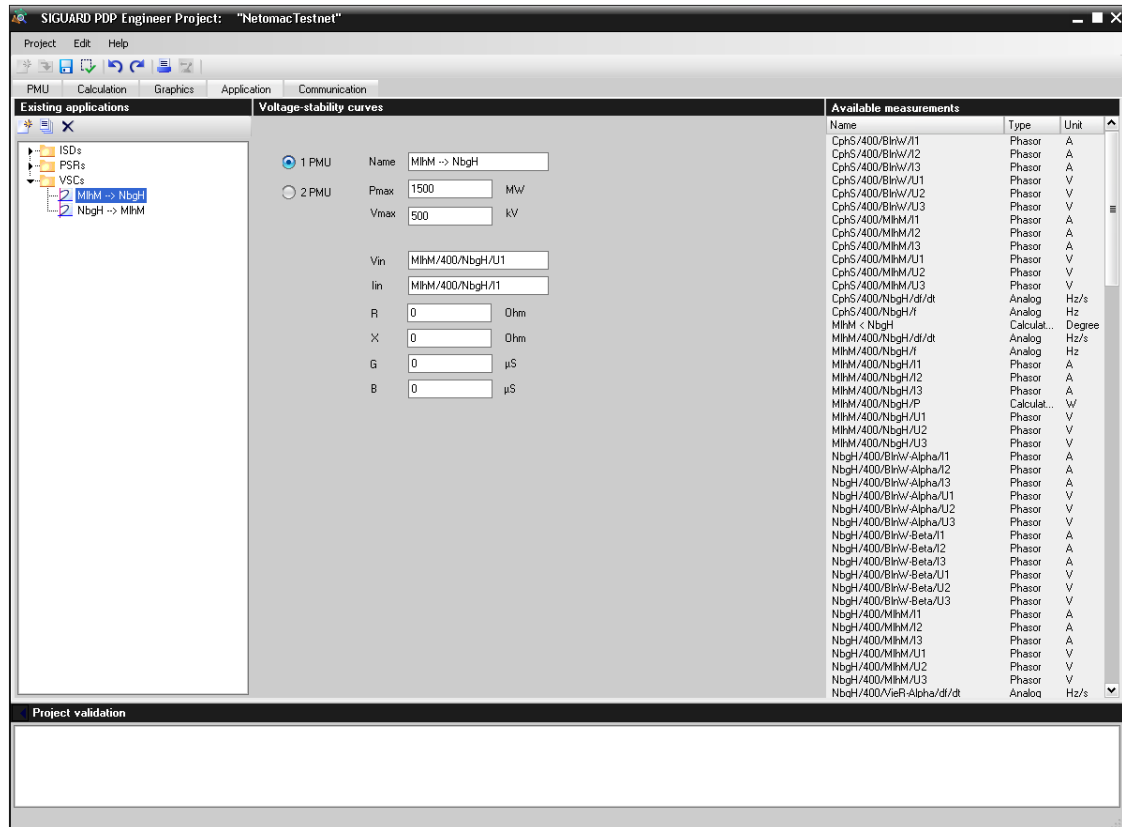 SIGUARD PDP Engineer Project: "NetomacTestnet"
Project Edit Help
PMU Calculation Graphics Application Communication
Existing applications
ISDs
PSRs
VSCs
MlhM --> NbgH
NbgH --> MlhM
Voltage-stability curves
1 PMU
2 PMU
Name MlhM --> NbgH
Pmax 1500 MW
Vmax 500 kV
Vin MlhM/400/NbgH/U1
Iin MlhM/400/NbgH/I1
R 0 Ohm
X 0 Ohm
G 0 µS
B 0 µS
Available measurements
Name Type Unit
CphS/400/BlnW/I1 Phasor A
CphS/400/BlnW/I2 Phasor A
CphS/400/BlnW/I3 Phasor A
CphS/400/BlnW/U1 Phasor V
CphS/400/BlnW/U2 Phasor V
CphS/400/BlnW/U3 Phasor V
CphS/400/MlhM/I1 Phasor A
CphS/400/MlhM/I2 Phasor A
CphS/400/MlhM/I3 Phasor A
CphS/400/MlhM/U1 Phasor V
CphS/400/MlhM/U2 Phasor V
CphS/400/MlhM/U3 Phasor V
CphS/400/NbgH/df/dt Analog Hz/s
CphS/400/NbgH/f Analog Hz
MlhM < NbgH Calculat... Degree
MlhM/400/NbgH/df/dt Analog Hz/s
MlhM/400/NbgH/f Analog Hz
MlhM/400/NbgH/I1 Phasor A
MlhM/400/NbgH/I2 Phasor A
MlhM/400/NbgH/I3 Phasor A
MlhM/400/NbgH/P Calculat... W
MlhM/400/NbgH/U1 Phasor V
MlhM/400/NbgH/U2 Phasor V
MlhM/400/NbgH/U3 Phasor V
NbgH/400/BlnW-Alpha/I1 Phasor A
NbgH/400/BlnW-Alpha/I2 Phasor A
NbgH/400/BlnW-Alpha/I3 Phasor A
NbgH/400/BlnW-Alpha/U1 Phasor V
NbgH/400/BlnW-Alpha/U2 Phasor V
NbgH/400/BlnW-Alpha/U3 Phasor V
NbgH/400/BlnW-Beta/I1 Phasor A
NbgH/400/BlnW-Beta/I2 Phasor A
NbgH/400/BlnW-Beta/I3 Phasor A
NbgH/400/BlnW-Beta/U1 Phasor V
NbgH/400/BlnW-Beta/U2 Phasor V
NbgH/400/BlnW-Beta/U3 Phasor V
NbgH/400/MlhM/I1 Phasor A
NbgH/400/MlhM/I2 Phasor A
NbgH/400/MlhM/I3 Phasor A
NbgH/400/MlhM/U1 Phasor V
NbgH/400/MlhM/U2 Phasor V
NbgH/400/MlhM/U3 Phasor V
NbgH/400/VieR-Alpha/df/dt Analog Hz/s
Project validation